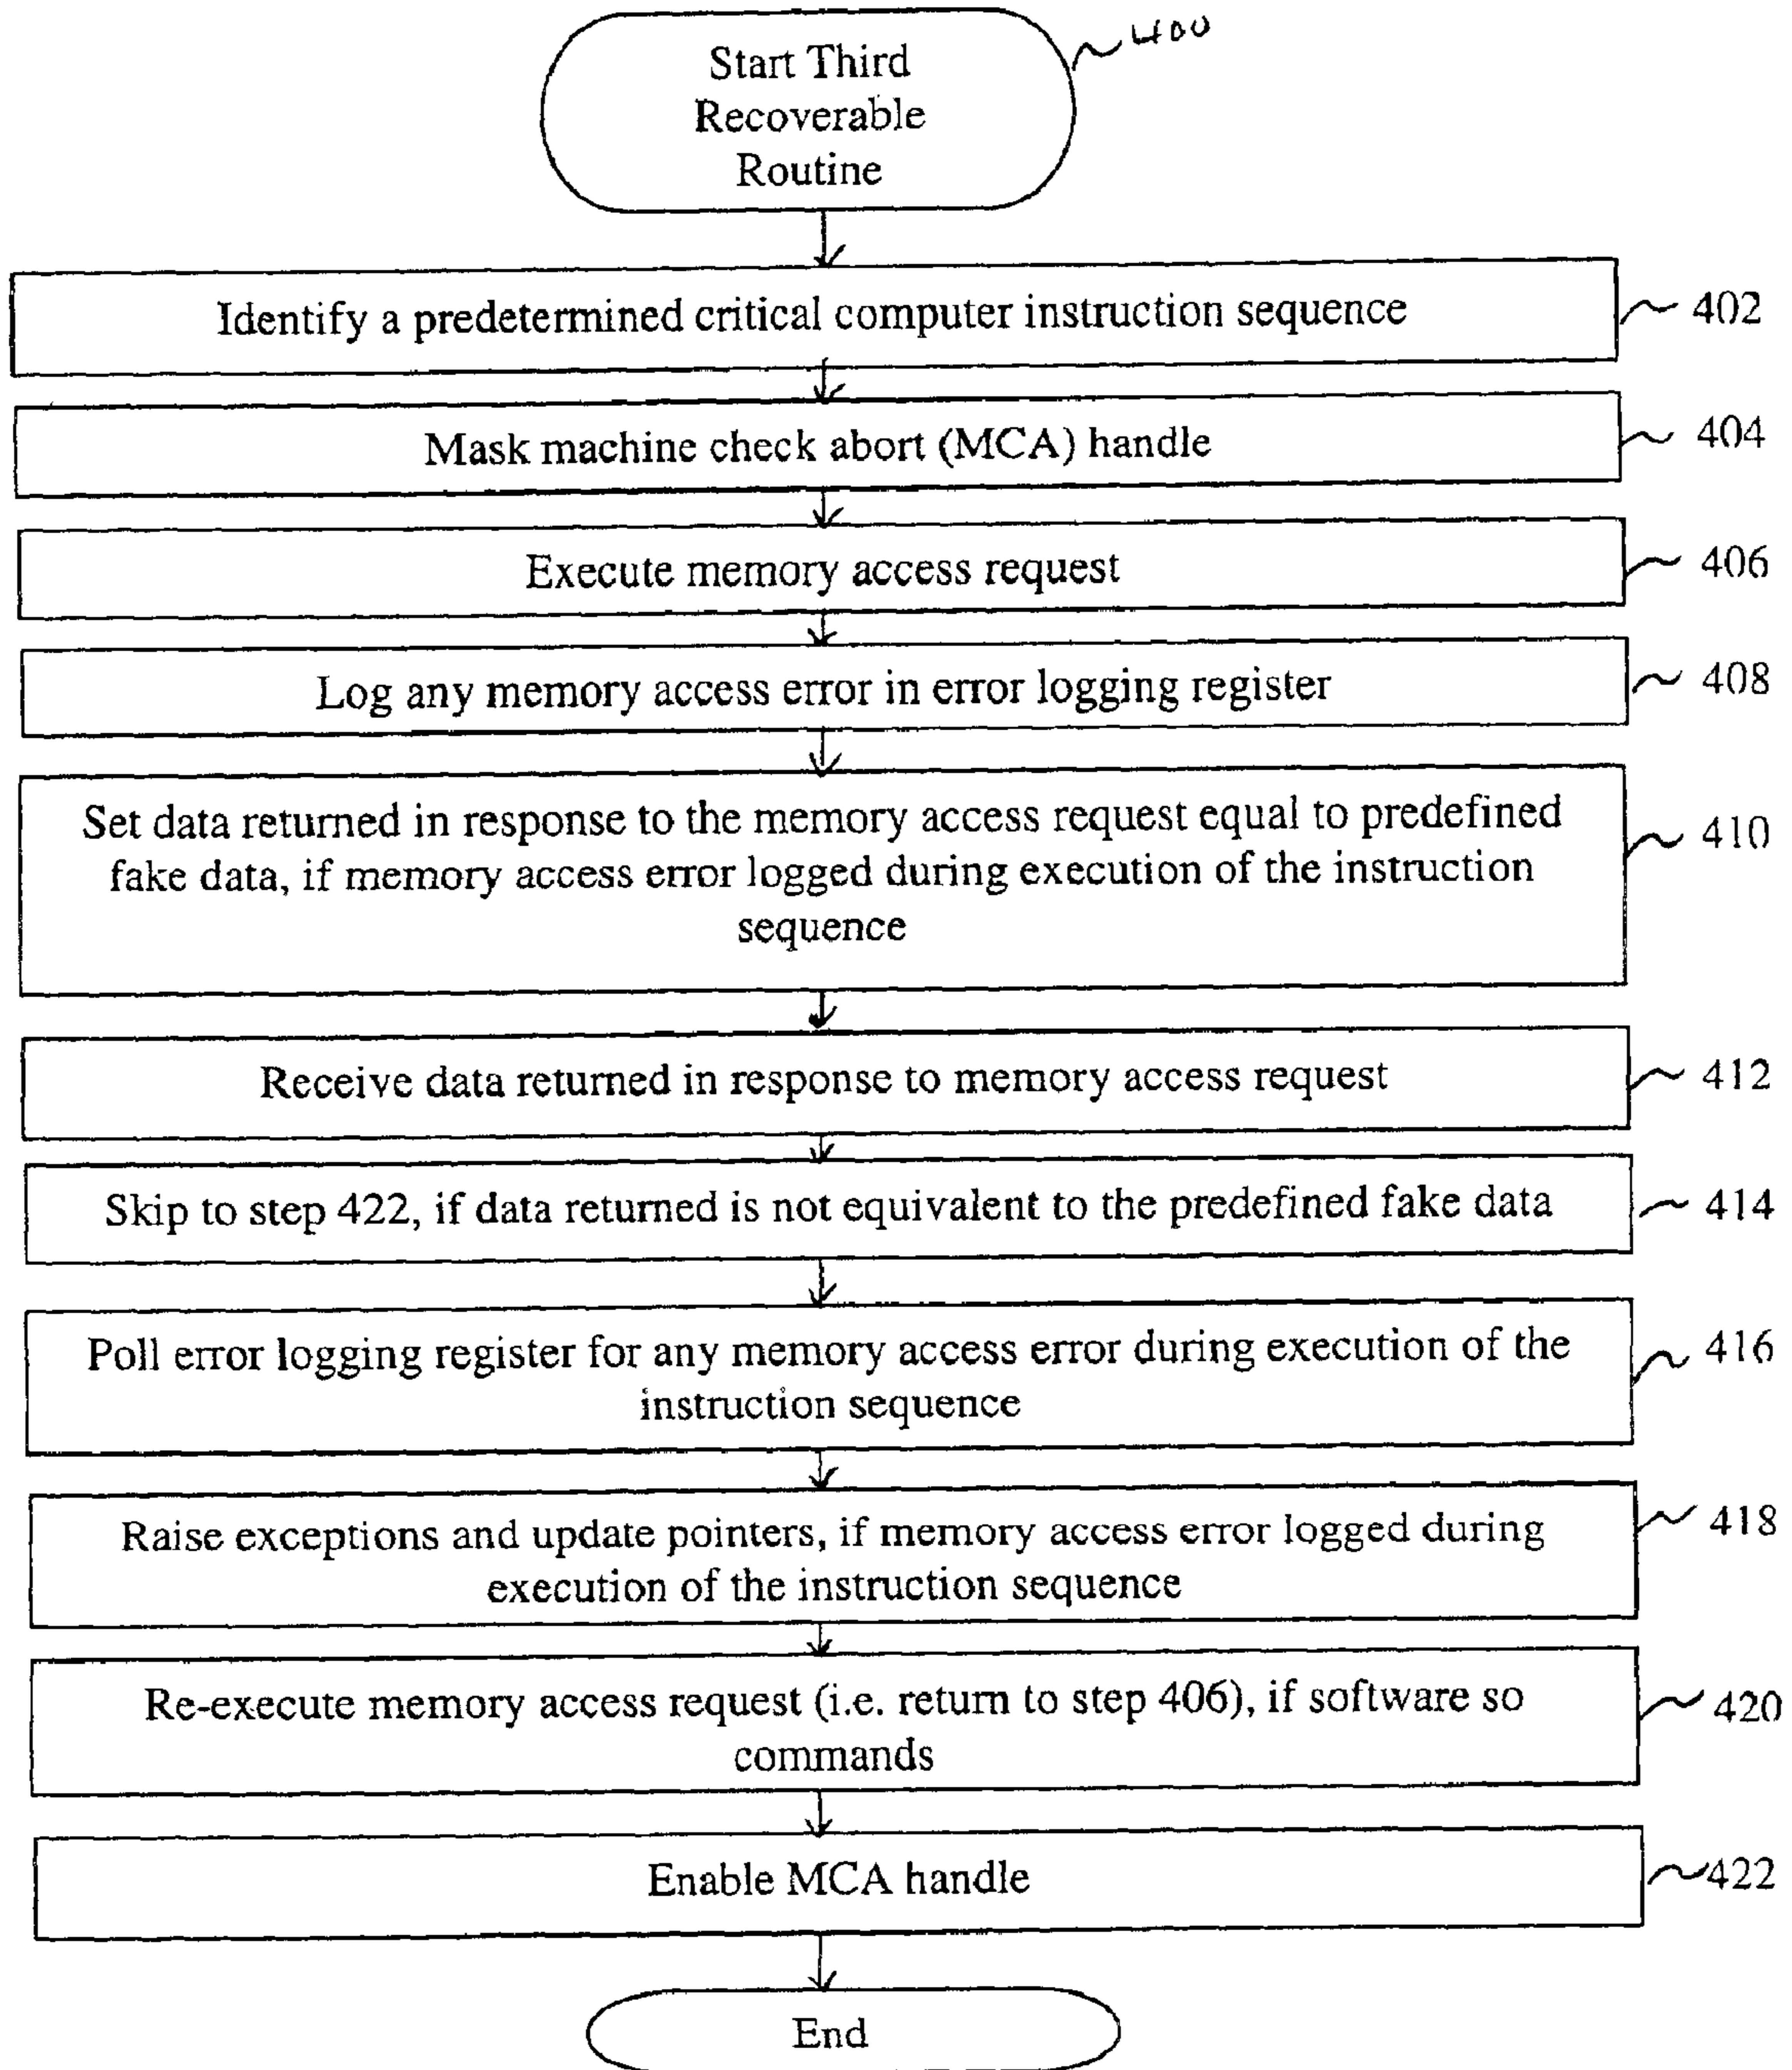 400
Start Third
Recoverable
Routine
Identify a predetermined critical computer instruction sequence
402
Mask machine check abort (MCA) handle
404
Execute memory access request
406
Log any memory access error in error logging register
408
Set data returned in response to the memory access request equal to predefined
fake data, if memory access error logged during execution of the instruction
sequence
410
Receive data returned in response to memory access request
412
Skip to step 422, if data returned is not equivalent to the predefined fake data
414
Poll error logging register for any memory access error during execution of the
instruction sequence
416
Raise exceptions and update pointers, if memory access error logged during
execution of the instruction sequence
418
Re-execute memory access request (i.e. return to step 406), if software so
commands
420
Enable MCA handle
422
End